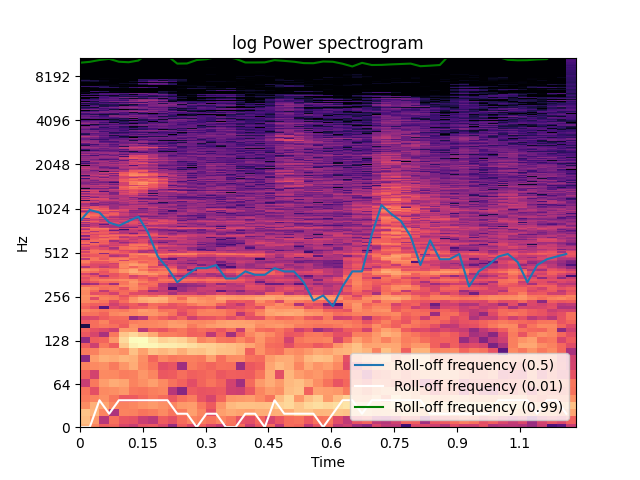 log Power spectrogram
Hz
8192
4096
2048
1024
512
256
128
64
0
Roll-off frequency (0.5)
Roll-off frequency (0.01)
Roll-off frequency (0.99)
0 0.15 0.3 0.45 0.6 0.75 0.9 1.1
Time